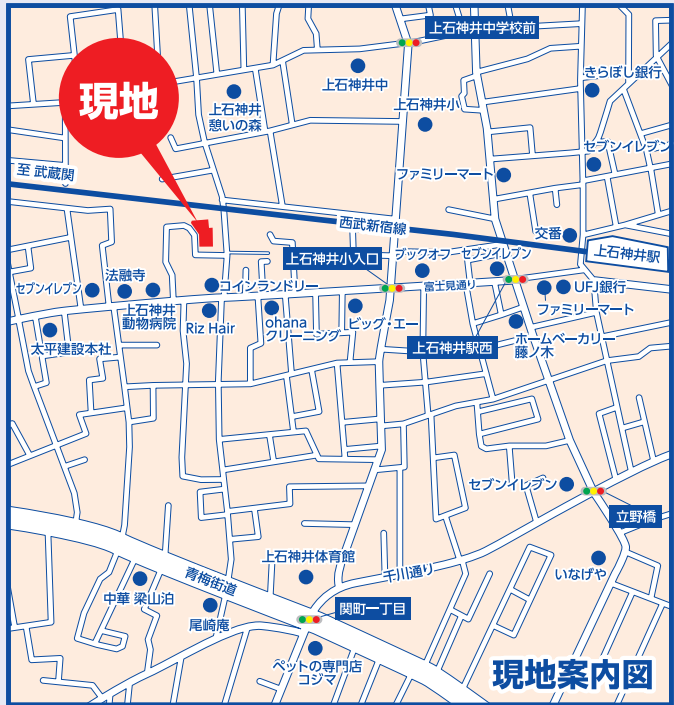 上石神井中学校前
きらぼし銀行
現地
上石神井中
上石神井
憩いの森
上石神井小
セブンイレブン
至 武蔵関
ファミリーマート
西武新宿線
交番
上石神井駅
上石神井小入口
ブックオフ
セブンイレブン
法融寺
セブンイレブン
コインランドリー
富士見通り
UFJ銀行
上石神井
動物病院
Riz Hair
ohana
クリーニング
ビッグ・エー
ファミリーマート
太平建設本社
上石神井駅西
ホームベーカリー
藤ノ木
セブンイレブン
立野橋
上石神井体育館
青梅街道
千川通り
いなげや
中華 梁山泊
尾崎庵
関町一丁目
ペットの専門店
コジマ
現地案内図